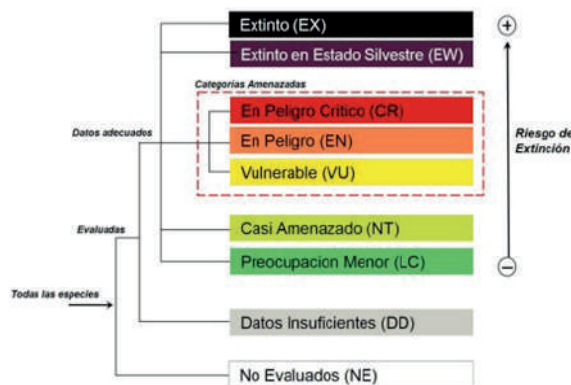 Extinto (EX)
Extinto en Estado Silvestre (EW)
Categorías Amenazadas
En Peligro Critico (CR)
Datos adecuados
En Peligro (EN)
Riesgo de
Extinción
Vulnerable (VU)
Evaluadas
Casi Amenazado (NT)
Preocupacion Menor (LC)
Todas las especies
Datos Insuficientes (DD)
No Evaluados (NE)